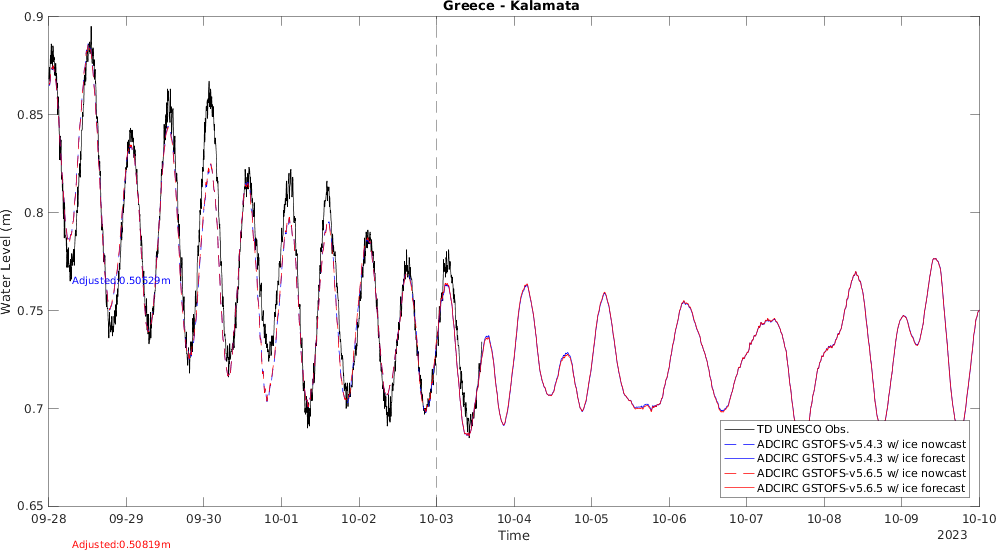 Greece - Kalamata
0.9
0.85
0.8
0.75
0.7
0.65
Water Level (m)
Adjusted:0.50629m
TD UNESCO Obs.
ADCIRC GSTOFS-v5.4.3 w/ ice nowcast
ADCIRC GSTOFS-v5.4.3 w/ ice forecast
ADCIRC GSTOFS-v5.6.5 w/ ice nowcast
ADCIRC GSTOFS-v5.6.5 w/ ice forecast
09-28 09-29 09-30 10-01 10-02 10-03 10-04 10-05 10-06 10-07 10-08 10-09 10-10
Time
2023
Adjusted:0.50819m